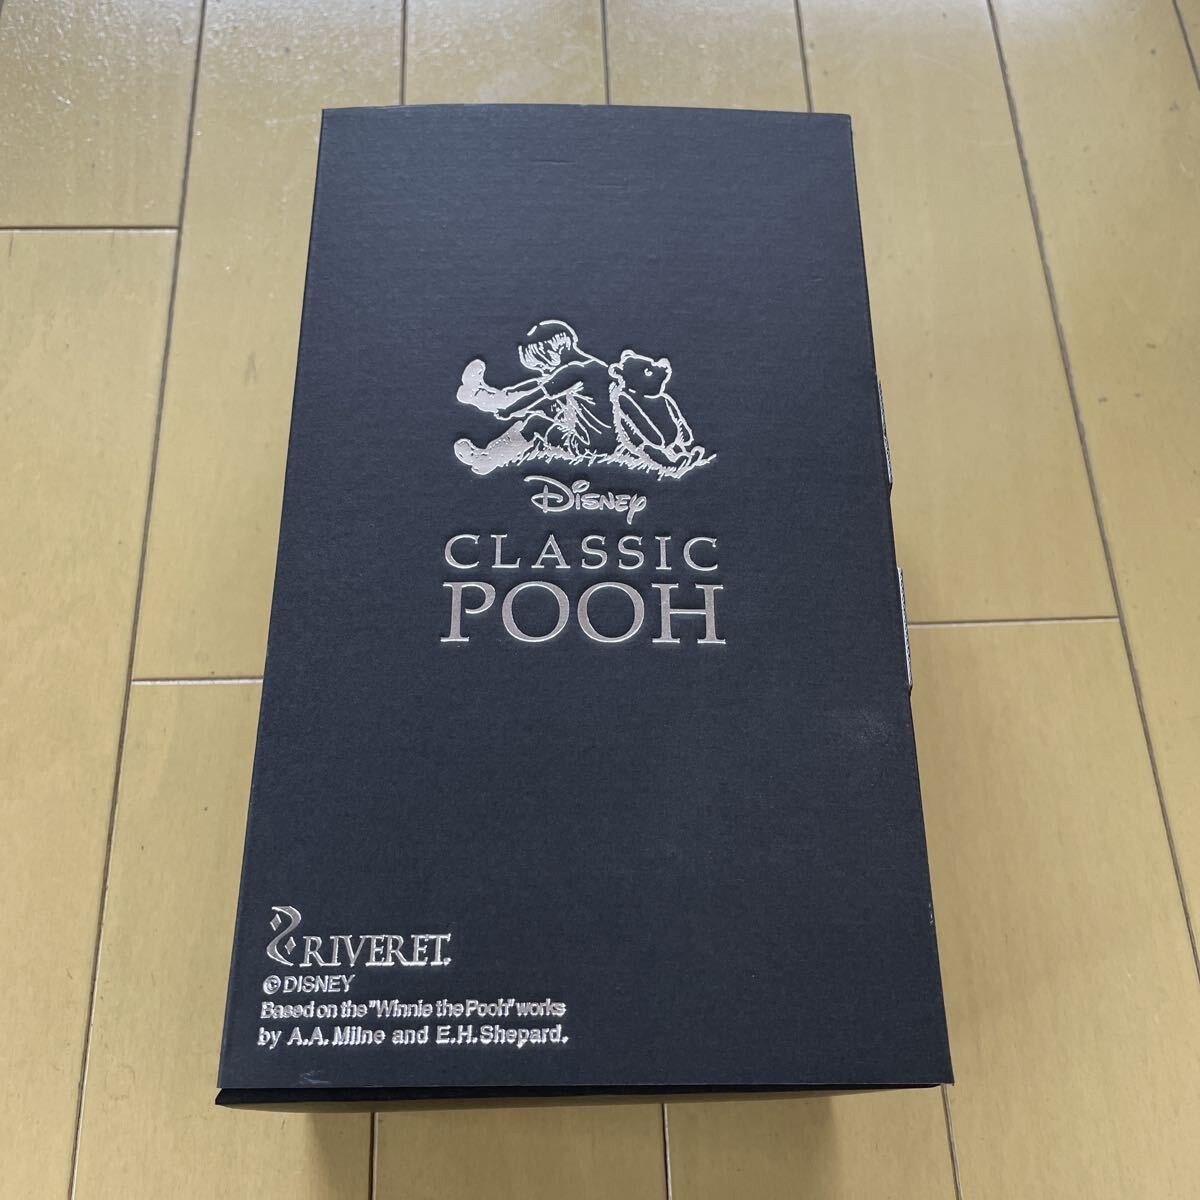 Disney
CLASSIC
POOH
RIVERET.
© DISNEY
Based on the "Winnie the Pooh" works
by A.A. Milne and E.H. Shepard.